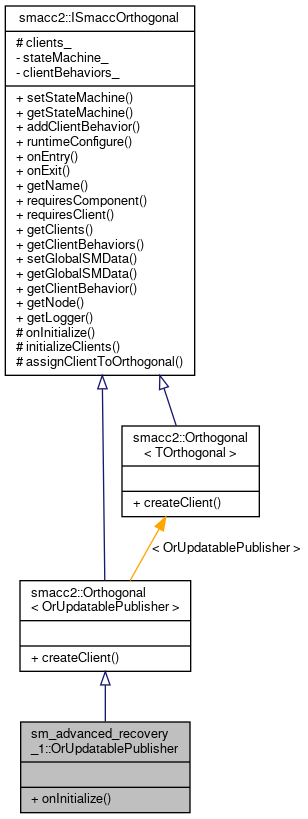 smacc2::ISmaccOrthogonal
# clients_
- stateMachine_
- clientBehaviors_
+ setStateMachine()
+ getStateMachine()
+ addClientBehavior()
+ runtimeConfigure()
+ onEntry()
+ onExit()
+ getName()
+ requiresComponent()
+ requiresClient()
+ getClients()
+ getClientBehaviors()
+ setGlobalSMData()
+ getGlobalSMData()
+ getClientBehavior()
+ getNode()
+ getLogger()
# onInitialize()
# initializeClients()
# assignClientToOrthogonal()
smacc2::Orthogonal
< TOrthogonal >
+ createClient()
< OrUpdatablePublisher >
smacc2::Orthogonal
< OrUpdatablePublisher >
+ createClient()
sm_advanced_recovery
_1::OrUpdatablePublisher
+ onInitialize()